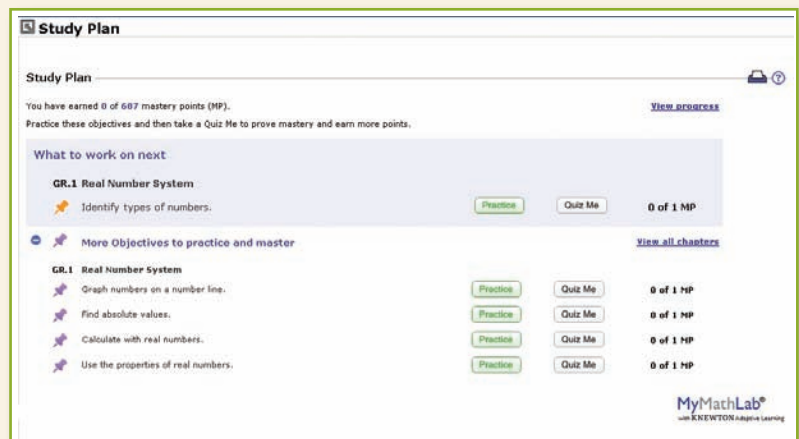 Study Plan
Study Plan
You have earned 0 of 687 mastery points (MP).
View progress
Practice these objectives and then take a Quiz Me to prove mastery and earn more points.
What to work on next
GR.1 Real Number System
Identify types of numbers. Practice Quiz Me 0 of 1 MP
More Objectives to practice and master View all chapters
GR.1 Real Number System
Graph numbers on a number line. Practice Quiz Me 0 of 1 MP
Find absolute values. Practice Quiz Me 0 of 1 MP
Calculate with real numbers. Practice Quiz Me 0 of 1 MP
Use the properties of real numbers. Practice Quiz Me 0 of 1 MP
MyMathLab®
with KNEWTON Adaptive Learning